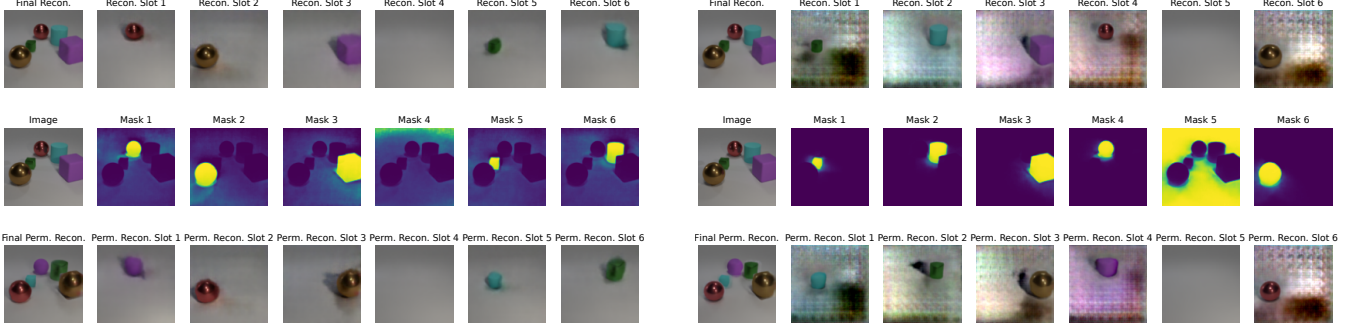 Final Recon. Recon. Slot 1 Recon. Slot 2 Recon. Slot 3 Recon. Slot 4 Recon. Slot 5 Recon. Slot 6 Final Recon. Recon. Slot 1 Recon. Slot 2 Recon. Slot 3 Recon. Slot 4 Recon. Slot 5 Recon. Slot 6
Image Mask 1 Mask 2 Mask 3 Mask 4 Mask 5 Mask 6 Image Mask 1 Mask 2 Mask 3 Mask 4 Mask 5 Mask 6
Final Perm. Recon. Perm. Recon. Slot 1 Perm. Recon. Slot 2 Perm. Recon. Slot 3 Perm. Recon. Slot 4 Perm. Recon. Slot 5 Perm. Recon. Slot 6 Final Perm. Recon. Perm. Recon. Slot 1 Perm. Recon. Slot 2 Perm. Recon. Slot 3 Perm. Recon. Slot 4 Perm. Recon. Slot 5 Perm. Recon. Slot 6